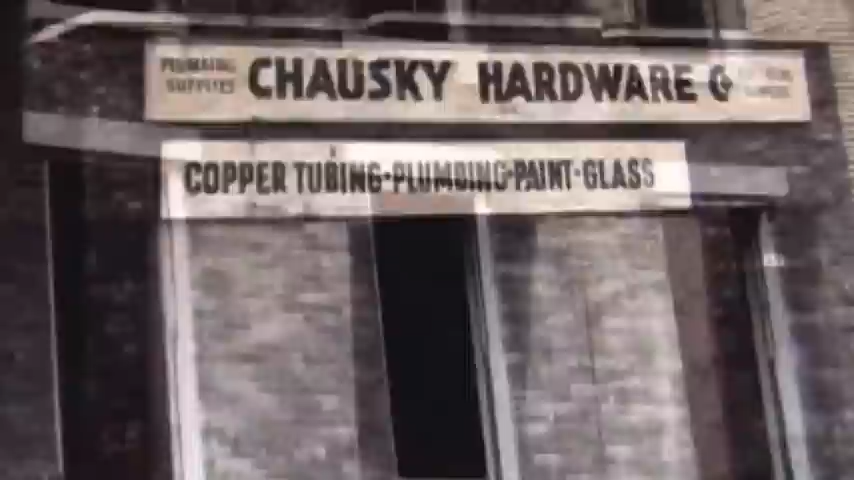 PLUMBING
SUPPLIES
CHAUSKY HARDWARE
COPPER TUBING·PLUMBING·PAINT·GLASS